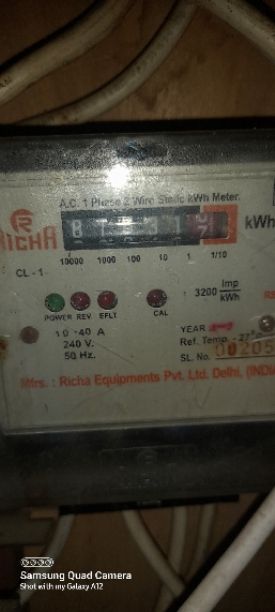 A.C. 1 Phase 2 Wire Static kWh Meter
RICHA
kWh
10000 1000 100 10 1 1/10
CL - 1
3200 Imp/kWh
POWER REV. EFLT CAL
10 -40 A
240 V.
50 Hz.
YEAR
Ref. Temp. - 27
SL. No. 00205
Mfrs. : Richa Equipments Pvt. Ltd. Delhi, (INDIA
Samsung Quad Camera
Shot with my Galaxy A12